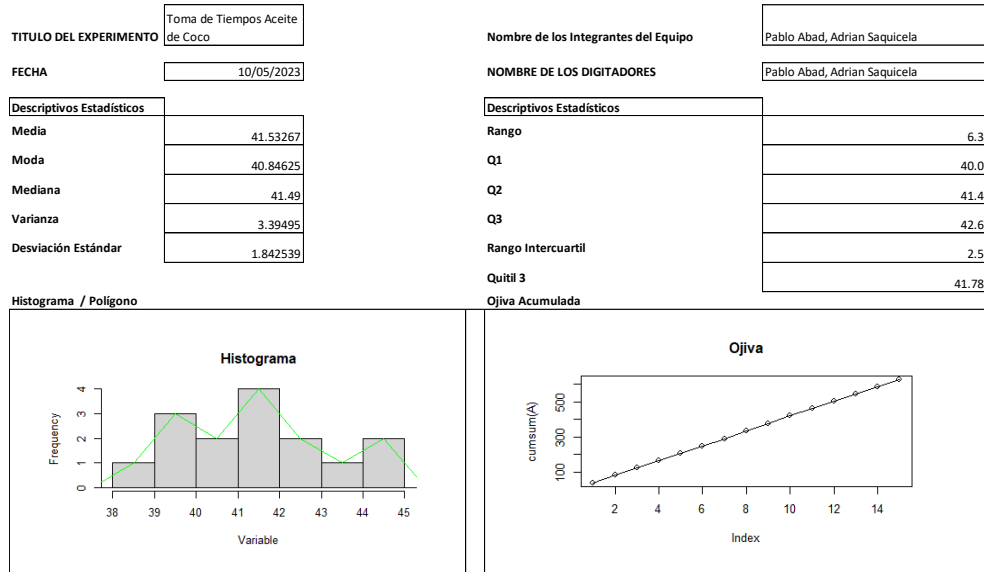 TITULO DEL EXPERIMENTO
Toma de Tiempos Aceite
de Coco
Nombre de los Integrantes del Equipo
Pablo Abad, Adrian Saquicela
FECHA
10/05/2023
NOMBRE DE LOS DIGITADORES
Pablo Abad, Adrian Saquicela
Descriptivos Estadísticos
Media
41.53267
Moda
40.84625
Mediana
41.49
Varianza
3.39495
Desviación Estándar
1.842539
Descriptivos Estadísticos
Rango
6.3
Q1
40.0
Q2
41.4
Q3
42.6
Rango Intercuartil
2.5
Quitil 3
41.78
Histograma / Polígono
Histograma
Frequency
4
3
2
1
0
38 39 40 41 42 43 44 45
Variable
Ojiva Acumulada
Ojiva
cumsum(A)
500
300
100
2 4 6 8 10 12 14
Index